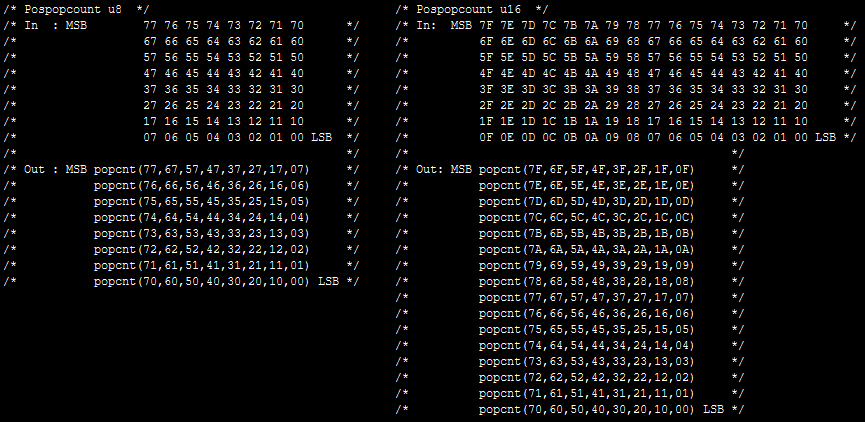 /* Pospopcount u8  */
/* In  : MSB        77 76 75 74 73 72 71 70      */
/*                  67 66 65 64 63 62 61 60      */
/*                  57 56 55 54 53 52 51 50      */
/*                  47 46 45 44 43 42 41 40      */
/*                  37 36 35 34 33 32 31 30      */
/*                  27 26 25 24 23 22 21 20      */
/*                  17 16 15 14 13 12 11 10      */
/*                  07 06 05 04 03 02 01 00 LSB  */
/*                                               */
/* Out : MSB popcnt(77,67,57,47,37,27,17,07)     */
/*           popcnt(76,66,56,46,36,26,16,06)     */
/*           popcnt(75,65,55,45,35,25,15,05)     */
/*           popcnt(74,64,54,44,34,24,14,04)     */
/*           popcnt(73,63,53,43,33,23,13,03)     */
/*           popcnt(72,62,52,42,32,22,12,02)     */
/*           popcnt(71,61,51,41,31,21,11,01)     */
/*           popcnt(70,60,50,40,30,20,10,00) LSB */
/* Pospopcount u16  */
/* In:  MSB 7F 7E 7D 7C 7B 7A 79 78 77 76 75 74 73 72 71 70     */
/*          6F 6E 6D 6C 6B 6A 69 68 67 66 65 64 63 62 61 60     */
/*          5F 5E 5D 5C 5B 5A 59 58 57 56 55 54 53 52 51 50     */
/*          4F 4E 4D 4C 4B 4A 49 48 47 46 45 44 43 42 41 40     */
/*          3F 3E 3D 3C 3B 3A 39 38 37 36 35 34 33 32 31 30     */
/*          2F 2E 2D 2C 2B 2A 29 28 27 26 25 24 23 22 21 20     */
/*          1F 1E 1D 1C 1B 1A 19 18 17 16 15 14 13 12 11 10     */
/*          0F 0E 0D 0C 0B 0A 09 08 07 06 05 04 03 02 01 00 LSB */
/*                                              */
/* Out: MSB popcnt(7F,6F,5F,4F,3F,2F,1F,0F)     */
/*          popcnt(7E,6E,5E,4E,3E,2E,1E,0E)     */
/*          popcnt(7D,6D,5D,4D,3D,2D,1D,0D)     */
/*          popcnt(7C,6C,5C,4C,3C,2C,1C,0C)     */
/*          popcnt(7B,6B,5B,4B,3B,2B,1B,0B)     */
/*          popcnt(7A,6A,5A,4A,3A,2A,1A,0A)     */
/*          popcnt(79,69,59,49,39,29,19,09)     */
/*          popcnt(78,68,58,48,38,28,18,08)     */
/*          popcnt(77,67,57,47,37,27,17,07)     */
/*          popcnt(76,66,56,46,36,26,16,06)     */
/*          popcnt(75,65,55,45,35,25,15,05)     */
/*          popcnt(74,64,54,44,34,24,14,04)     */
/*          popcnt(73,63,53,43,33,23,13,03)     */
/*          popcnt(72,62,52,42,32,22,12,02)     */
/*          popcnt(71,61,51,41,31,21,11,01)     */
/*          popcnt(70,60,50,40,30,20,10,00) LSB */